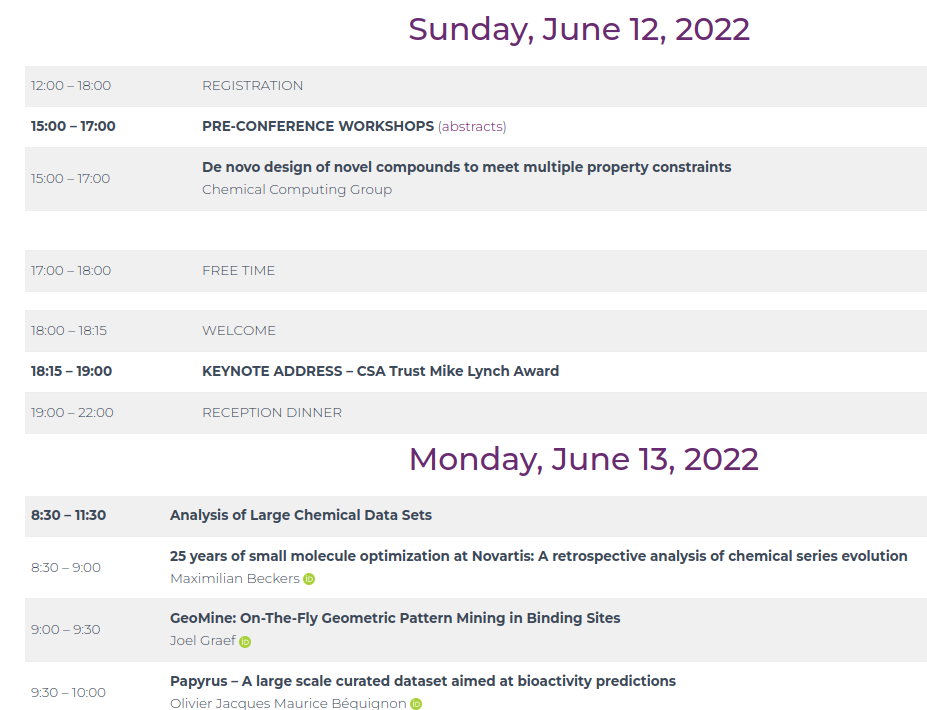 Sunday, June 12, 2022
12:00 – 18:00 REGISTRATION
15:00 – 17:00 PRE-CONFERENCE WORKSHOPS (abstracts)
15:00 – 17:00 De novo design of novel compounds to meet multiple property constraints
Chemical Computing Group
17:00 – 18:00 FREE TIME
18:00 – 18:15 WELCOME
18:15 – 19:00 KEYNOTE ADDRESS – CSA Trust Mike Lynch Award
19:00 – 22:00 RECEPTION DINNER
Monday, June 13, 2022
8:30 – 11:30 Analysis of Large Chemical Data Sets
8:30 – 9:00 25 years of small molecule optimization at Novartis: A retrospective analysis of chemical series evolution
Maximilian Beckers iD
9:00 – 9:30 GeoMine: On-The-Fly Geometric Pattern Mining in Binding Sites
Joel Graef iD
9:30 – 10:00 Papyrus – A large scale curated dataset aimed at bioactivity predictions
Olivier Jacques Maurice Béquignon iD